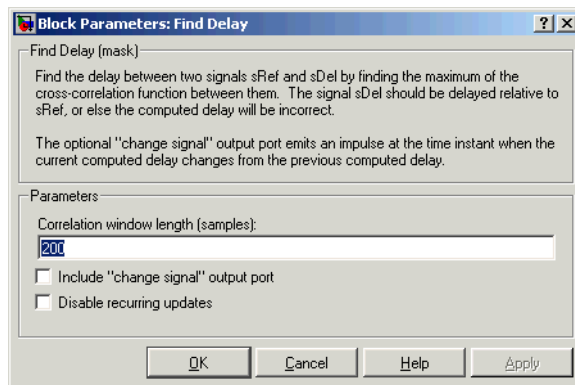 Block Parameters: Find Delay
Find Delay (mask)
Find the delay between two signals sRef and sDel by finding the maximum of the
cross-correlation function between them. The signal sDel should be delayed relative to
sRef, or else the computed delay will be incorrect.
The optional "change signal" output port emits an impulse at the time instant when the
current computed delay changes from the previous computed delay.
Parameters
Correlation window length (samples):
200
Include "change signal" output port
Disable recurring updates
OK
Cancel
Help
Apply